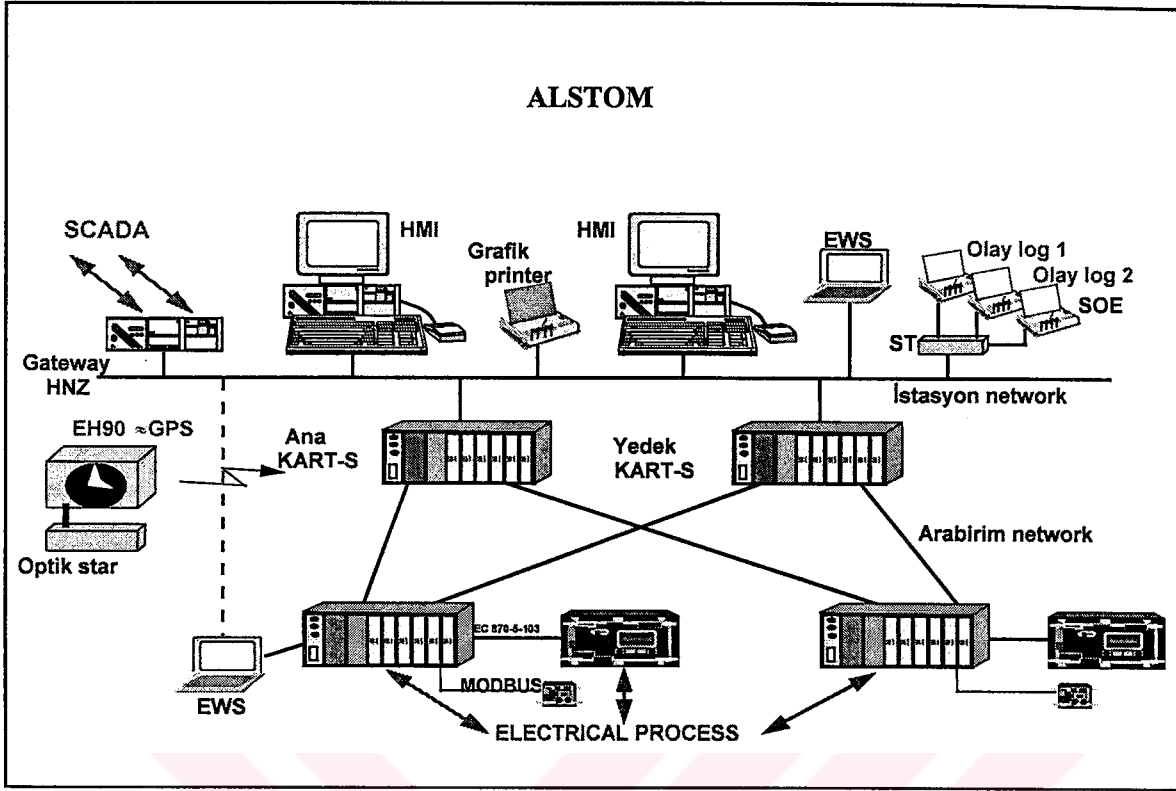 ALSTOM
SCADA
HMI
Grafik
printer
HMI
EWS
Olay log 1
Olay log 2
SOE
ST
Gateway
HNZ
İstasyon network
EH90 ≈GPS
Ana
KART-S
Yedek
KART-S
Optik star
Arabirim network
EC 870-5-103
MODBUS
EWS
ELECTRICAL PROCESS